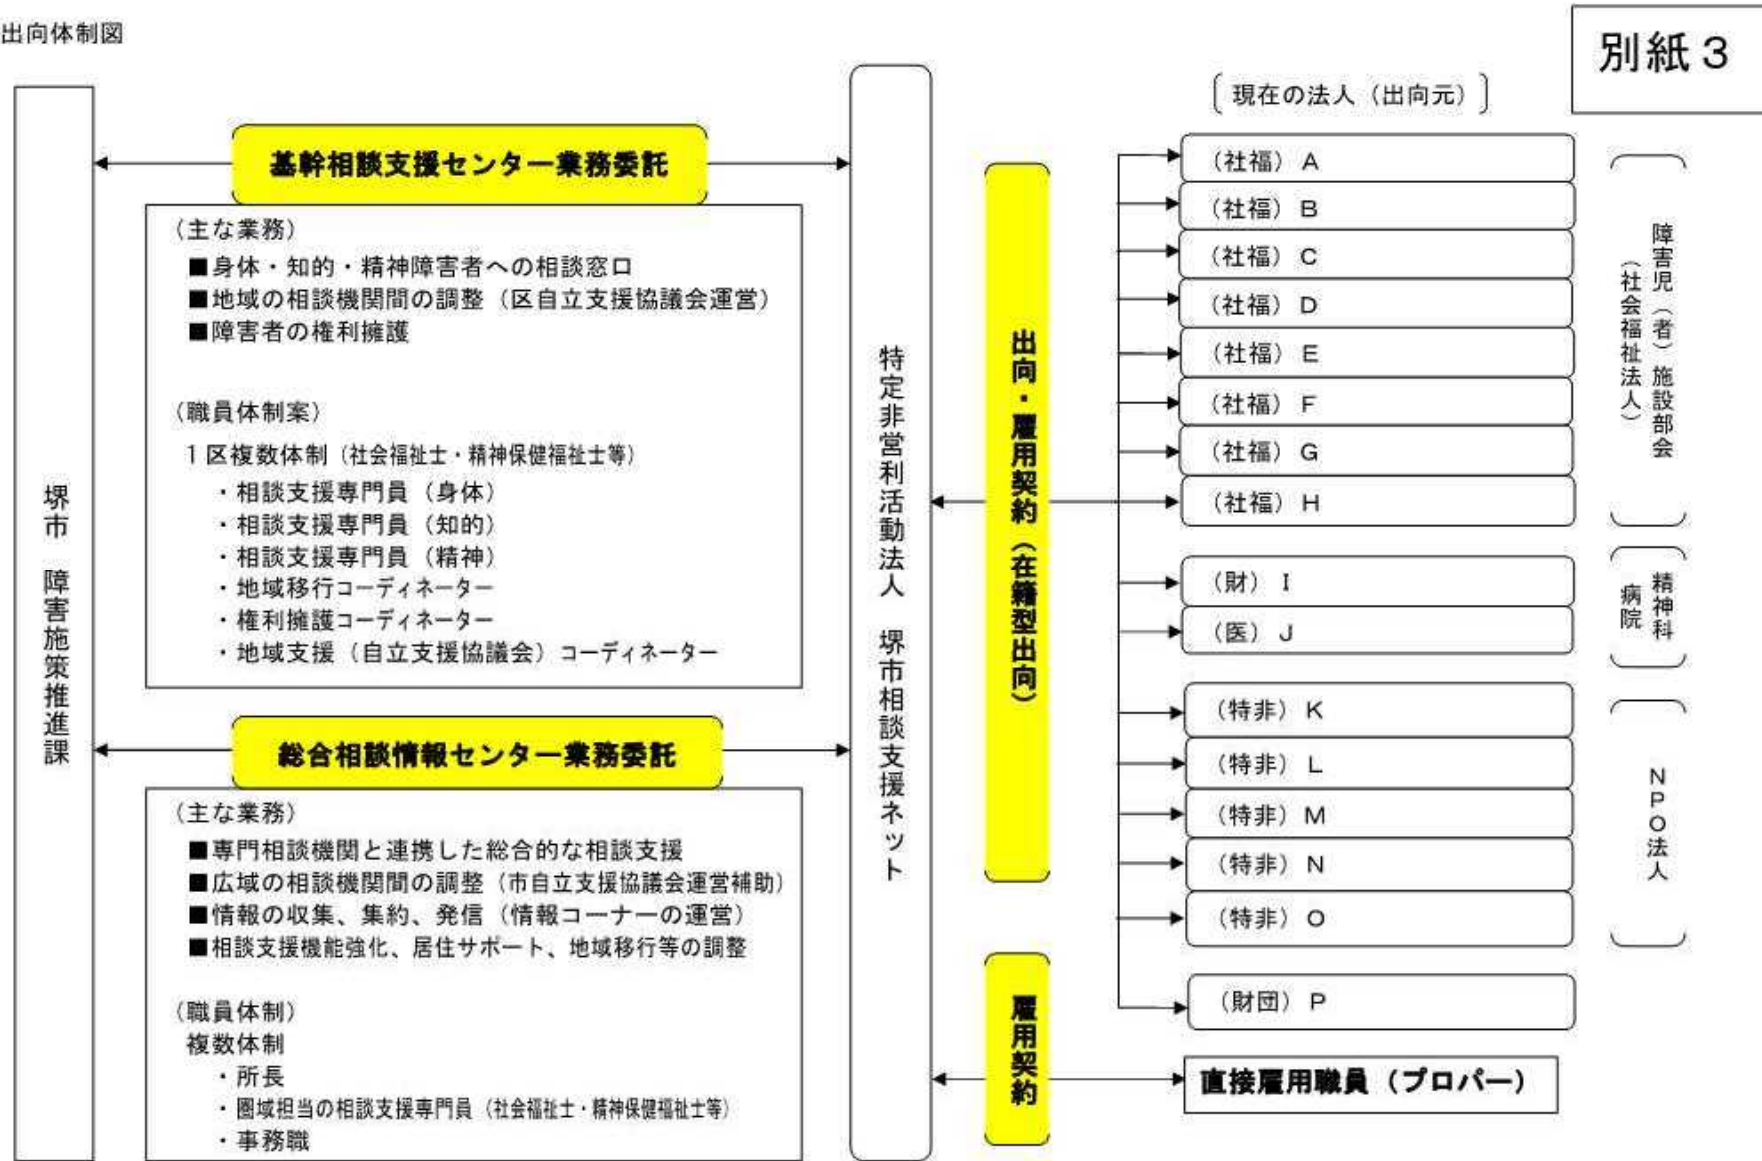 出向体制図
別紙3
堺市 障害施策推進課
基幹相談支援センター業務委託
（主な業務）
■身体・知的・精神障害者への相談窓口
■地域の相談機関間の調整（区自立支援協議会運営）
■障害者の権利擁護
（職員体制案）
1区複数体制（社会福祉士・精神保健福祉士等）
・相談支援専門員（身体）
・相談支援専門員（知的）
・相談支援専門員（精神）
・地域移行コーディネーター
・権利擁護コーディネーター
・地域支援（自立支援協議会）コーディネーター
総合相談情報センター業務委託
（主な業務）
■専門相談機関と連携した総合的な相談支援
■広域の相談機関間の調整（市自立支援協議会運営補助）
■情報の収集、集約、発信（情報コーナーの運営）
■相談支援機能強化、居住サポート、地域移行等の調整
（職員体制）
複数体制
・所長
・圏域担当の相談支援専門員（社会福祉士・精神保健福祉士等）
・事務職
特定非営利活動法人 堺市相談支援ネット
出向・雇用契約（在籍型出向）
雇用契約
〔現在の法人（出向元）〕
（社福）A
（社福）B
（社福）C
（社福）D
（社福）E
（社福）F
（社福）G
（社福）H
（財）I
（医）J
（特非）K
（特非）L
（特非）M
（特非）N
（特非）O
（財団）P
直接雇用職員（プロパー）
障害児（者）施設部会
（社会福祉法人）
精神科
病院
NPO法人